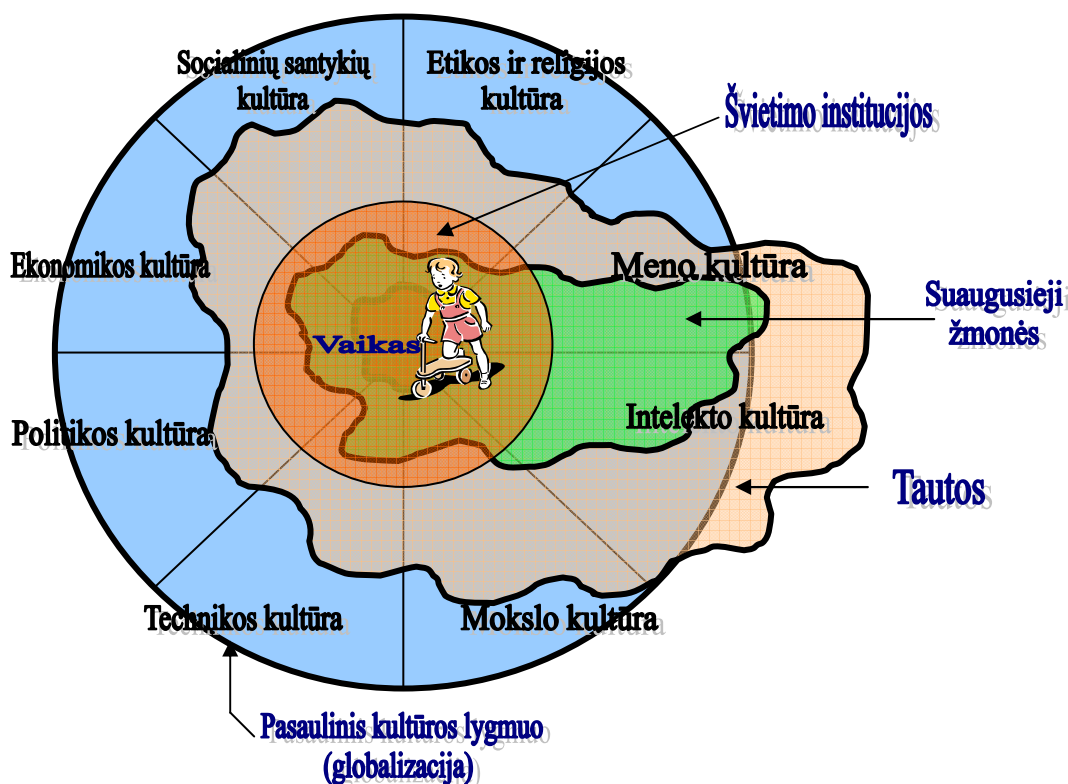 Socialinių santykių
kultūra
Etikos ir religijos
kultūra
Švietimo institucijos
Ekonomikos kultūra
Meno kultūra
Suaugusieji
žmonės
Vaikas
Politikos kultūra
Intelekto kultūra
Tautos
Technikos kultūra
Mokslo kultūra
Pasaulinis kultūros lygmuo
(globalizacija)